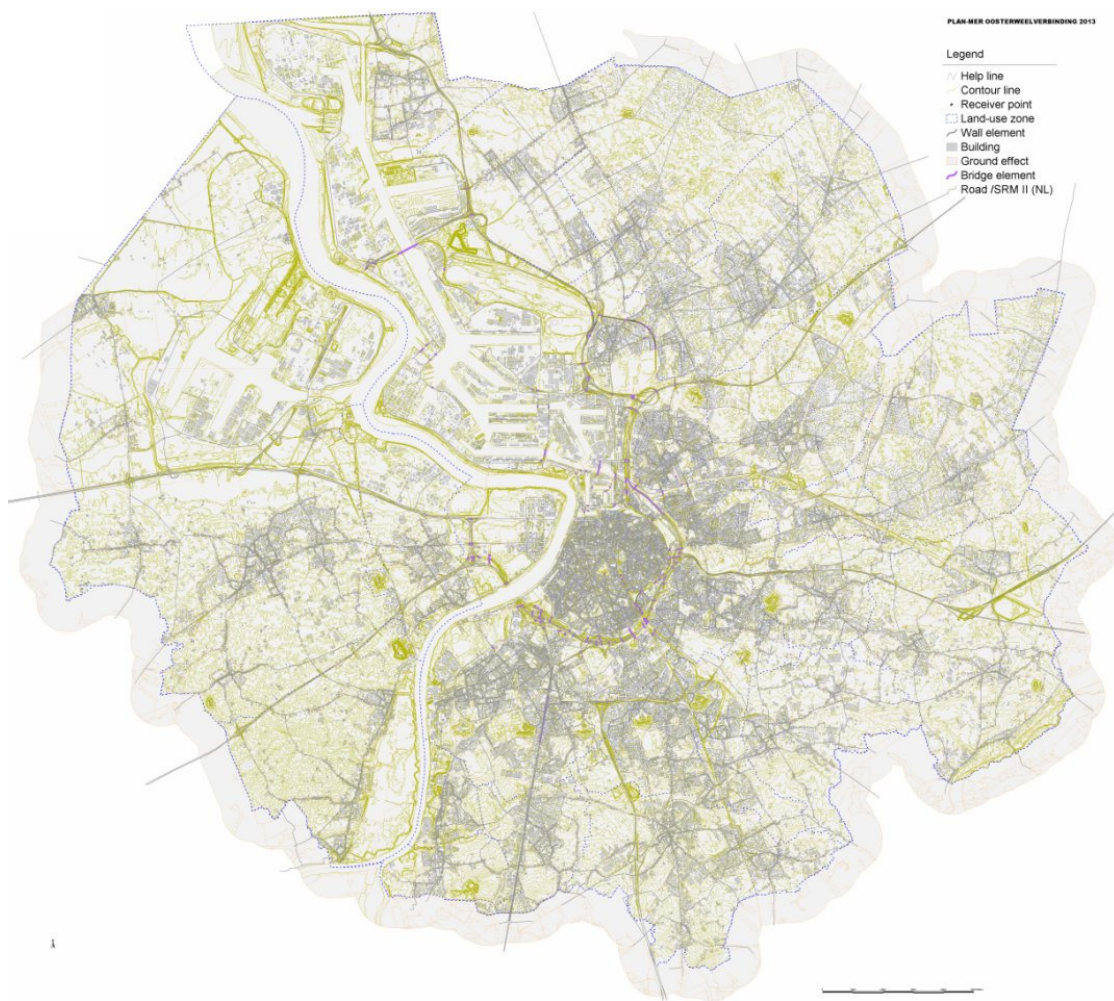 PLAN-MER OOSTERWEELVERBINDING 2013
Legend
Help line
Contour line
Receiver point
Land-use zone
Wall element
Building
Ground effect
Bridge element
Road /SRM II (NL)